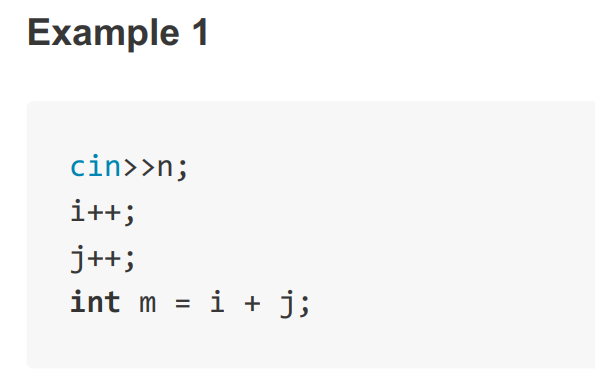 Example 1
cin>>n;
i++;
j++;
int m = i + j;